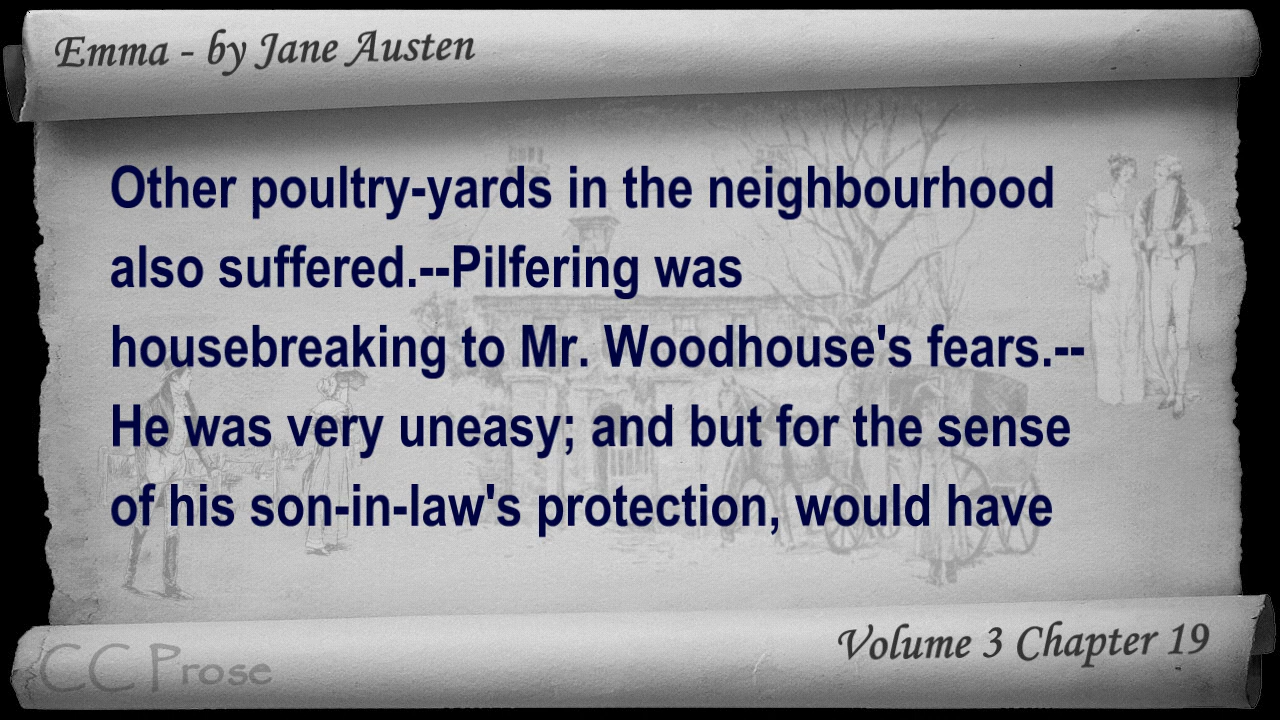 Emma - by Jane Austen
Other poultry-yards in the neighbourhood
also suffered.--Pilfering was
housebreaking to Mr. Woodhouse's fears.--
He was very uneasy; and but for the sense
of his son-in-law's protection, would have
Volume 3 Chapter 19
CC Prose